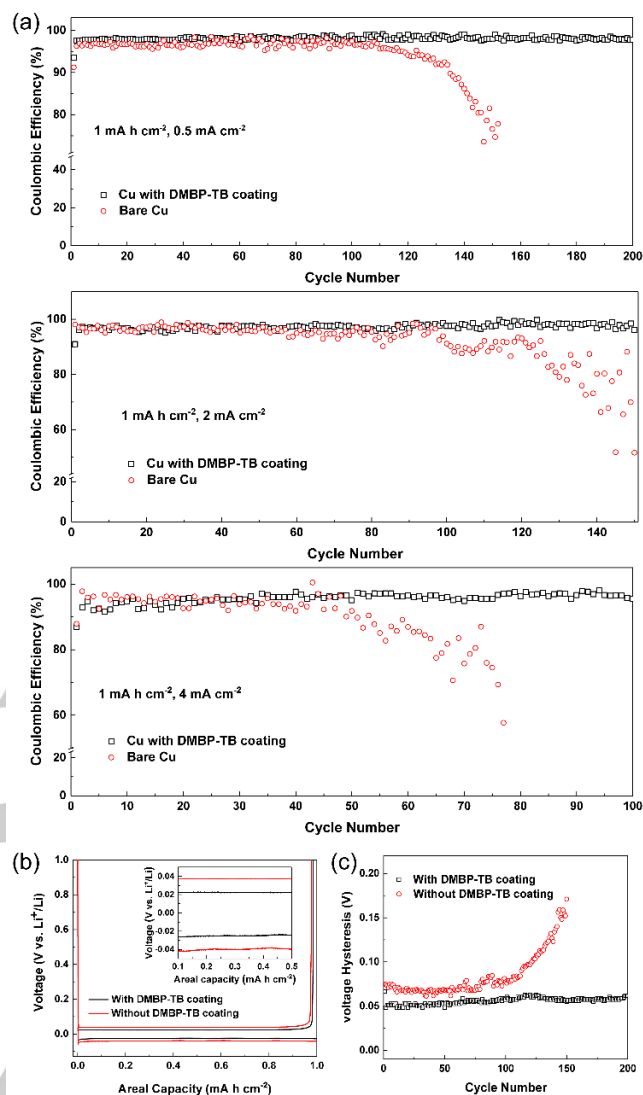 (a)
100
90
80
40
20
0
Coulombic Efficiency (%)
1 mA h cm-2, 0.5 mA cm-2
Cu with DMBP-TB coating
Bare Cu
0 20 40 60 80 100 120 140 160 180 200
Cycle Number
100
80
60
40
20
0
Coulombic Efficiency (%)
1 mA h cm-2, 2 mA cm-2
Cu with DMBP-TB coating
Bare Cu
0 20 40 60 80 100 120 140
Cycle Number
100
80
60
20
0
Coulombic Efficiency (%)
1 mA h cm-2, 4 mA cm-2
Cu with DMBP-TB coating
Bare Cu
0 10 20 30 40 50 60 70 80 90 100
Cycle Number
(b)
1.0
0.8
0.6
0.4
0.2
0.0
Voltage (V vs. Li+/Li)
0.04
0.02
0.00
-0.02
-0.04
Voltage (V vs. Li+/Li)
0.1 0.2 0.3 0.4 0.5
Areal capacity (mA h cm-2)
With DMBP-TB coating
Without DMBP-TB coating
0.0 0.2 0.4 0.6 0.8 1.0
Areal Capacity (mA h cm-2)
(c)
0.20
0.15
0.10
0.05
0.00
voltage Hysteresis (V)
With DMBP-TB coating
Without DMBP-TB coating
0 50 100 150 200
Cycle Number